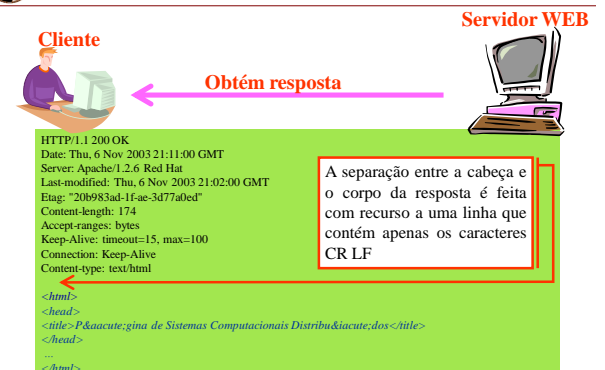 Servidor WEB
Cliente
Obtém resposta
HTTP/1.1 200 OK
Date: Thu, 6 Nov 2003 21:11:00 GMT
Server: Apache/1.2.6 Red Hat
Last-modified: Thu, 6 Nov 2003 21:02:00 GMT
Etag: "20b983ad-1f-ae-3d77a0ed"
Content-length: 174
Accept-ranges: bytes
Keep-Alive: timeout=15, max=100
Connection: Keep-Alive
Content-type: text/html
A separação entre a cabeça e
o corpo da resposta é feita
com recurso a uma linha que
contém apenas os caracteres
CR LF
<html>
<head>
<title>P&aacute;gina de Sistemas Computacionais Distribu&iacute;dos</title>
</head>
...
</html>